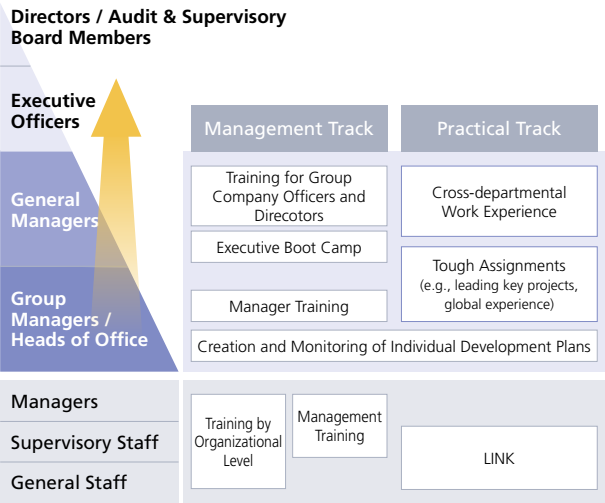 Directors / Audit & Supervisory
Board Members
Executive
Officers
Management Track
Practical Track
General
Managers
Training for Group
Company Officers and
Direcotors
Executive Boot Camp
Cross-departmental
Work Experience
Group
Managers /
Heads of Office
Manager Training
Tough Assignments
(e.g., leading key projects,
global experience)
Creation and Monitoring of Individual Development Plans
Managers
Supervisory Staff
General Staff
Training by
Organizational
Level
Management
Training
LINK